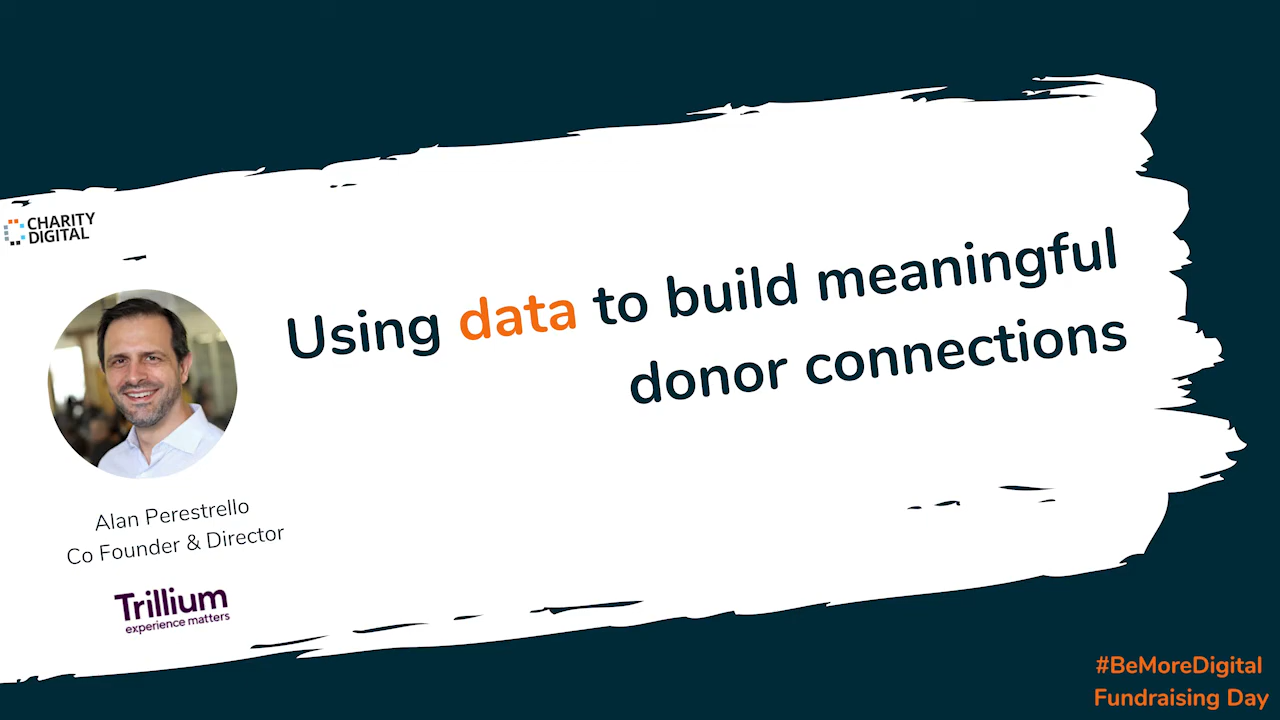 CHARITY
DIGITAL
Using data to build meaningful
donor connections
Alan Perestrello
Co Founder & Director
Trillium
experience matters
#BeMoreDigital
Fundraising Day